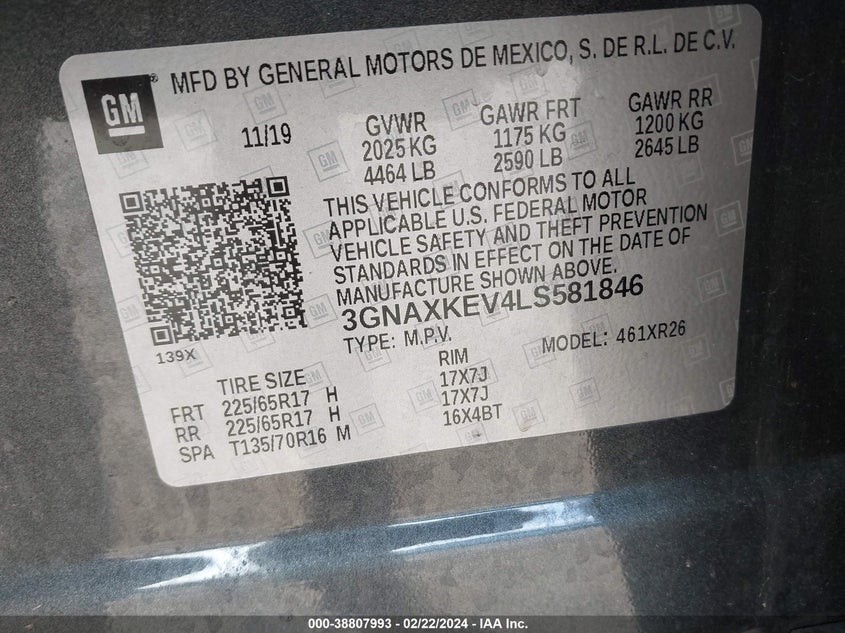 MFD BY GENERAL MOTORS DE MEXICO, S. DE R.L. DE C.V.
GM
11/19
GVWR GAWR FRT GAWR RR
2025 KG 1175 KG 1200 KG
4464 LB 2590 LB 2645 LB
THIS VEHICLE CONFORMS TO ALL
APPLICABLE U.S. FEDERAL MOTOR
VEHICLE SAFETY AND THEFT PREVENTION
STANDARDS IN EFFECT ON THE DATE OF
MANUFACTURE SHOWN ABOVE.
3GNAXKEV4LS581846
139X
TYPE: M.P.V. MODEL: 461XR26
TIRE SIZE RIM
FRT 225/65R17 H 17X7J
RR 225/65R17 H 17X7J
SPA T135/70R16 M 16X4BT
000-38807993 - 02/22/2024 - IAA Inc.